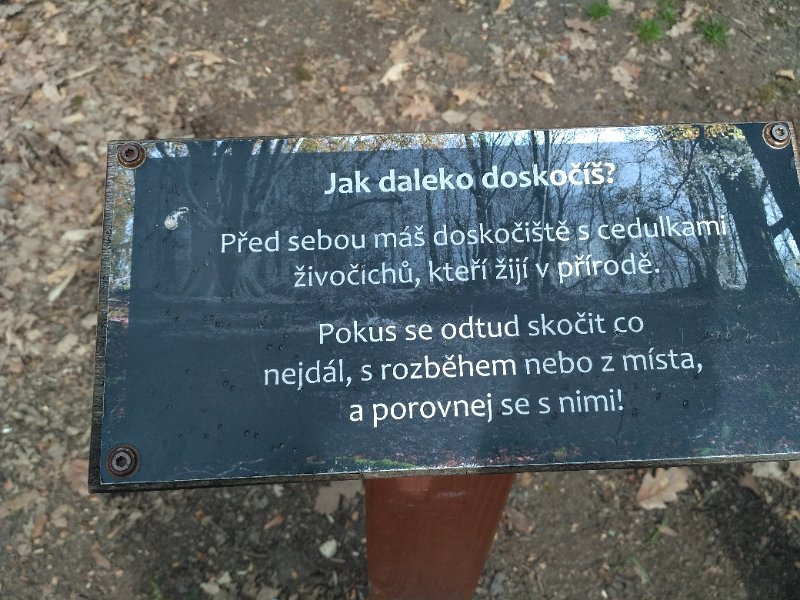 Jak daleko doskočíš?
Před sebou máš doskočiště s cedulkami
živočichů, kteří žijí v přírodě.
Pokus se odtud skočit co
nejdál, s rozběhem nebo z místa,
a porovnej se s nimi!